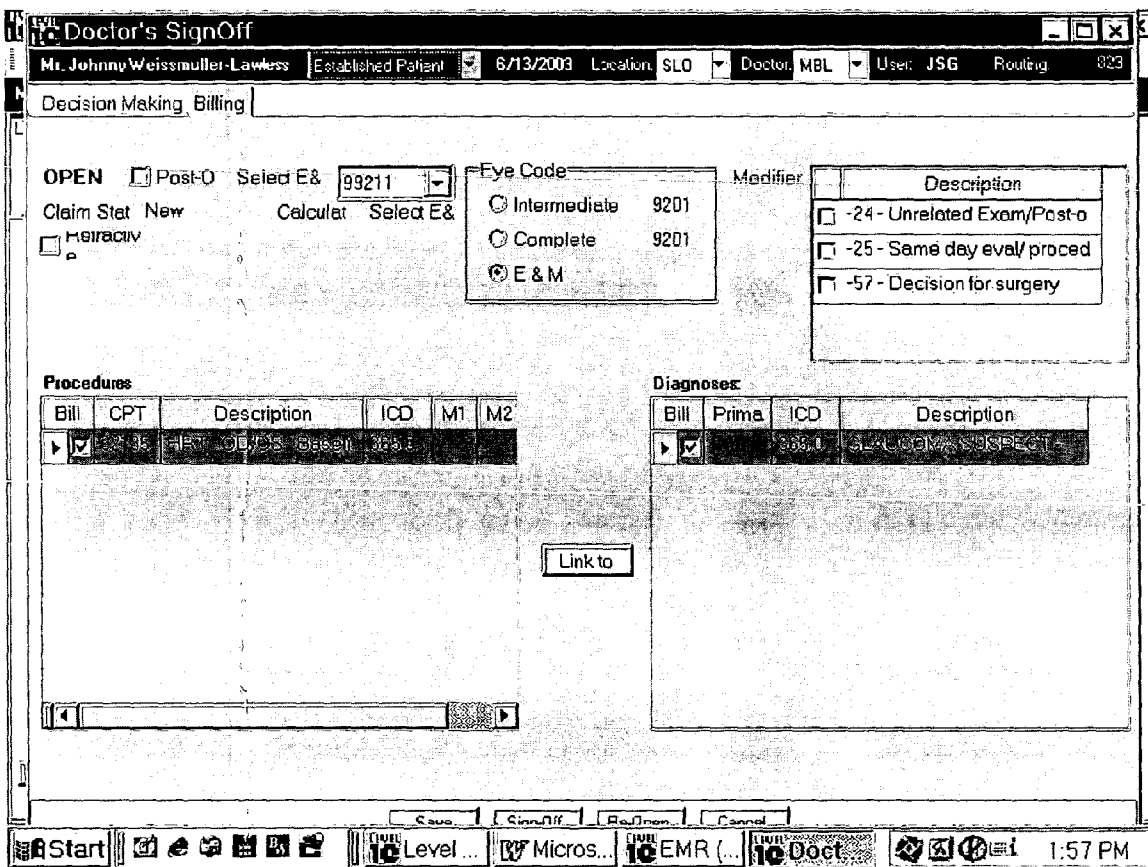 Doctor's SignOff
Mr. Johnny Weissmuller-Lawless Established Patient 6/13/2003 Location: SLO Doctor: MBL User: JSG Routing: 823
Decision Making Billing
OPEN Post-O Select E& 99211 Eye Code Modifier Description
Claim Stat New Calculat Select E& Intermediate 9201 -24 - Unrelated Exam/Post-o
Complete 9201 -25 - Same day eval/ proced
E & M -57 - Decision for surgery
Procedures Diagnoses:
Bill CPT Description ICD M1 M2 Bill Prima ICD Description
GLAUCOMA SUSPECT -
Link to
Save SignOff ReOpen Cancel
Start Level ... Micros... EMR (... Doct... 1:57 PM